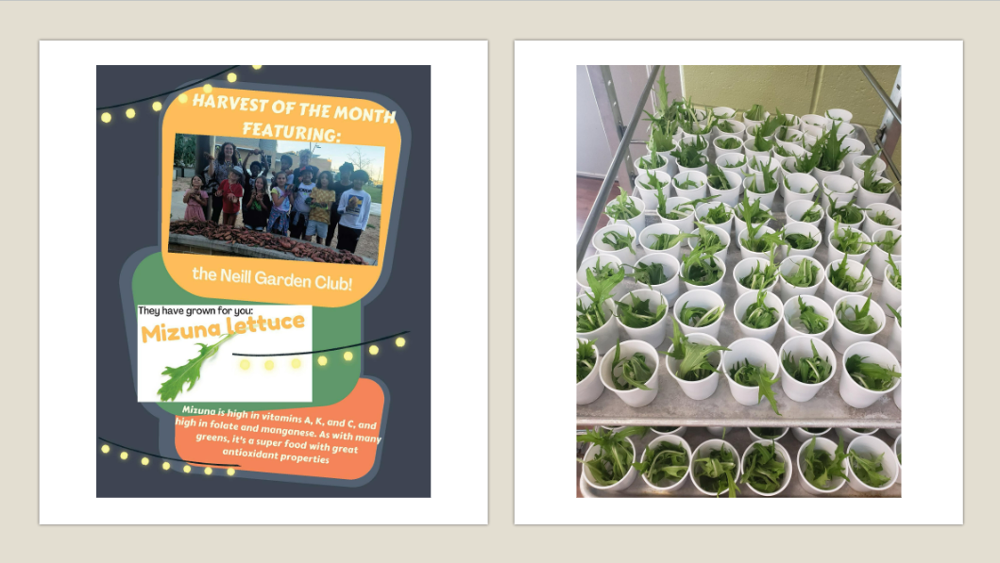 HARVEST OF THE MONTH
FEATURING:
the Neill Garden Club!
They have grown for you:
Mizuna lettuce
Mizuna is high in vitamins A, K, and C, and
high in folate and manganese. As with many
greens, it's a super food with great
antioxidant properties